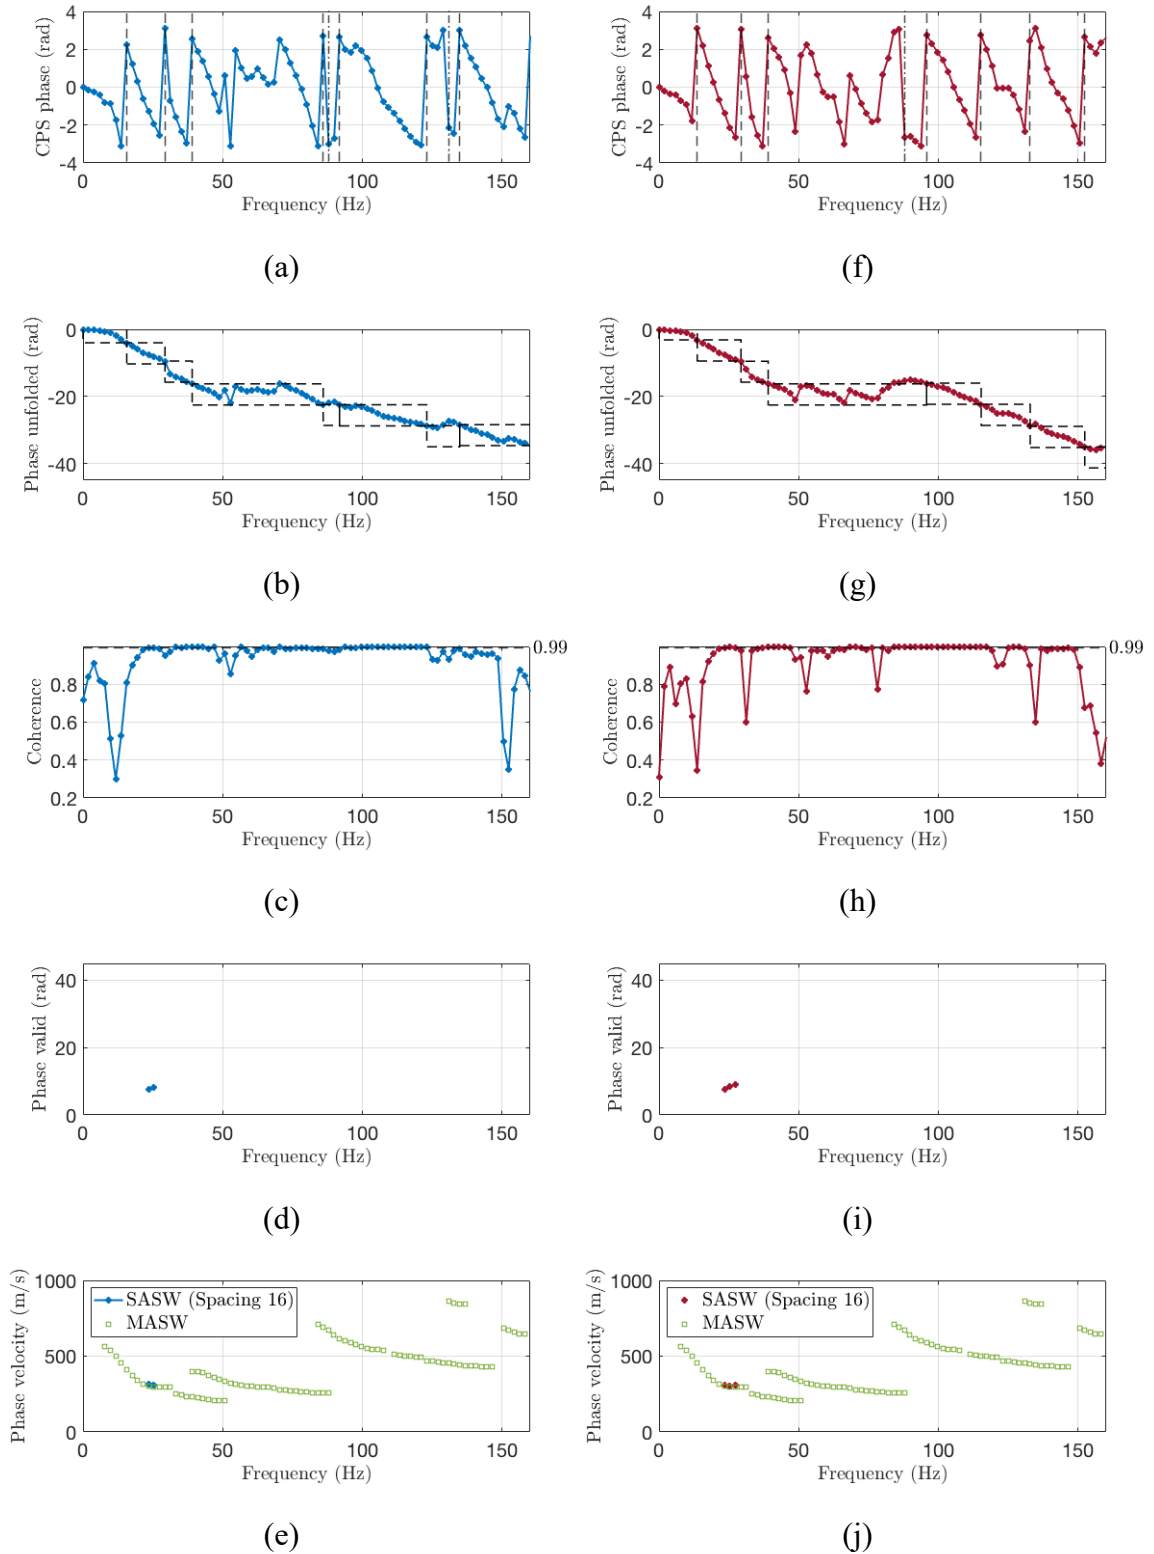 CPS phase (rad)
4
2
0
-2
-4
0 50 100 150
Frequency (Hz)
(a)
CPS phase (rad)
4
2
0
-2
-4
0 50 100 150
Frequency (Hz)
(f)
Phase unfolded (rad)
0
-20
-40
0 50 100 150
Frequency (Hz)
(b)
Phase unfolded (rad)
0
-20
-40
0 50 100 150
Frequency (Hz)
(g)
Coherence
0.99
0.8
0.6
0.4
0.2
0 50 100 150
Frequency (Hz)
(c)
Coherence
0.99
0.8
0.6
0.4
0.2
0 50 100 150
Frequency (Hz)
(h)
Phase valid (rad)
40
20
0
0 50 100 150
Frequency (Hz)
(d)
Phase valid (rad)
40
20
0
0 50 100 150
Frequency (Hz)
(i)
Phase velocity (m/s)
1000
500
0
SASW (Spacing 16)
MASW
0 50 100 150
Frequency (Hz)
(e)
Phase velocity (m/s)
1000
500
0
SASW (Spacing 16)
MASW
0 50 100 150
Frequency (Hz)
(j)